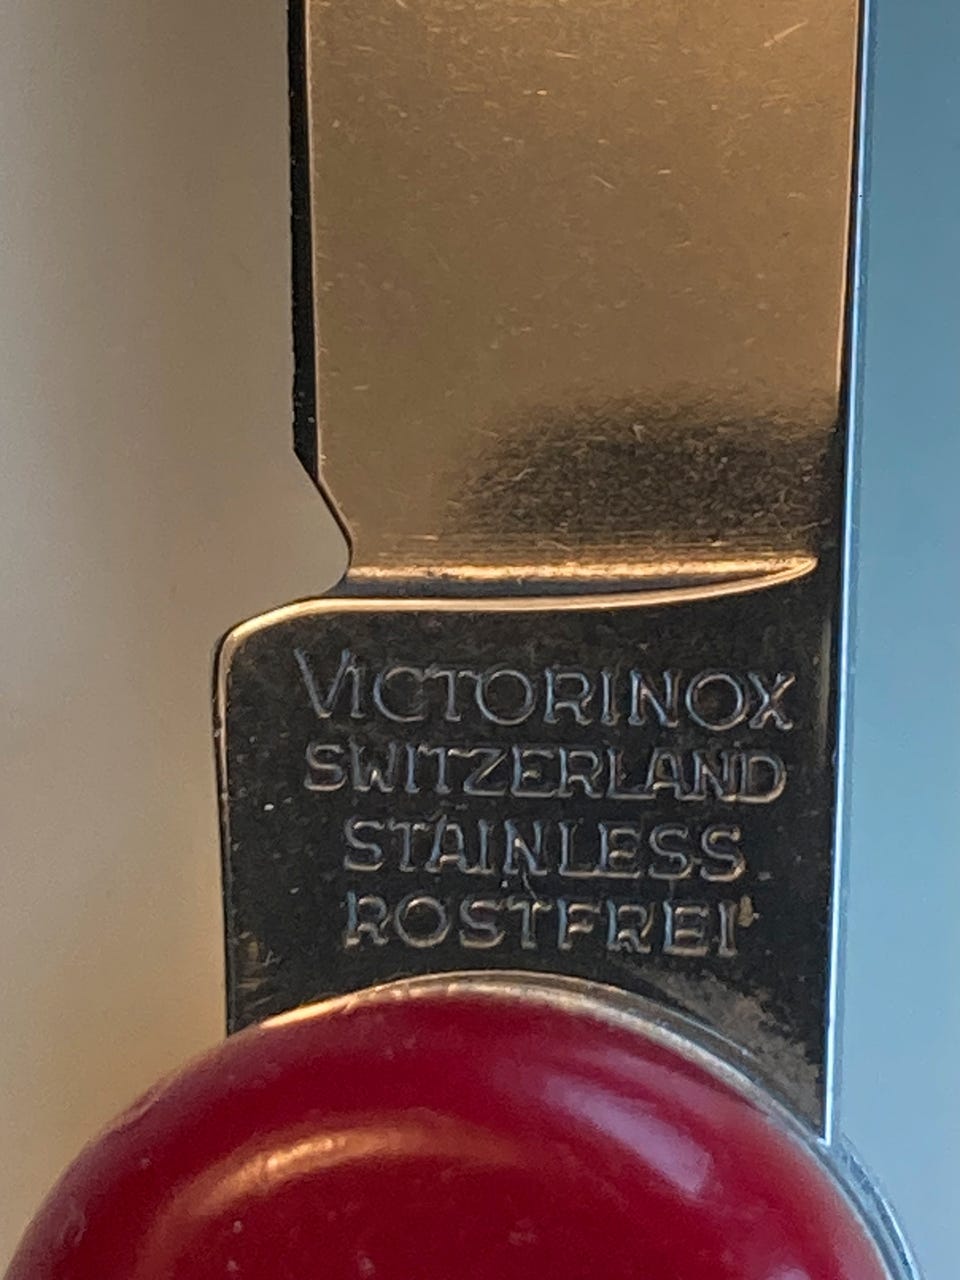 VICTORINOX
SWITZERLAND
STAINLESS
ROSTFREI